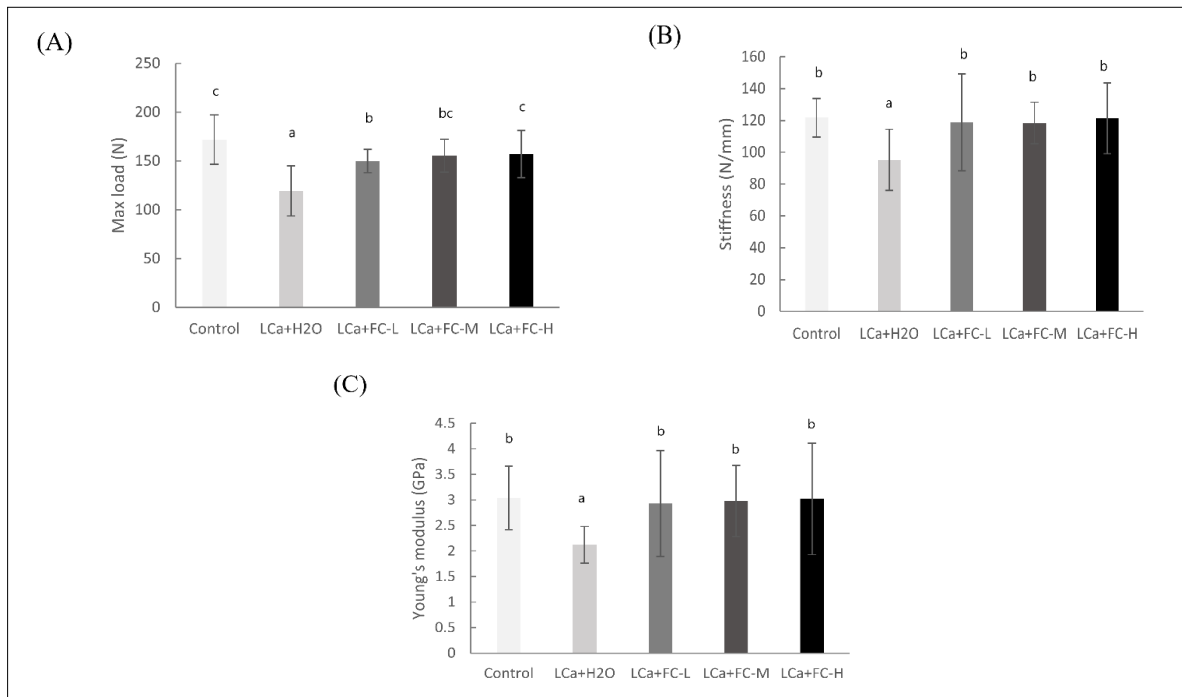 (A)
Max load (N)
250
200
150
100
50
0
c
a
b
bc
c
Control
LCa+H2O
LCa+FC-L
LCa+FC-M
LCa+FC-H
(B)
Stiffness (N/mm)
160
140
120
100
80
60
40
20
0
b
a
b
b
b
Control
LCa+H2O
LCa+FC-L
LCa+FC-M
LCa+FC-H
(C)
Young's modulus (GPa)
4.5
4
3.5
3
2.5
2
1.5
1
0.5
0
b
a
b
b
b
Control
LCa+H2O
LCa+FC-L
LCa+FC-M
LCa+FC-H